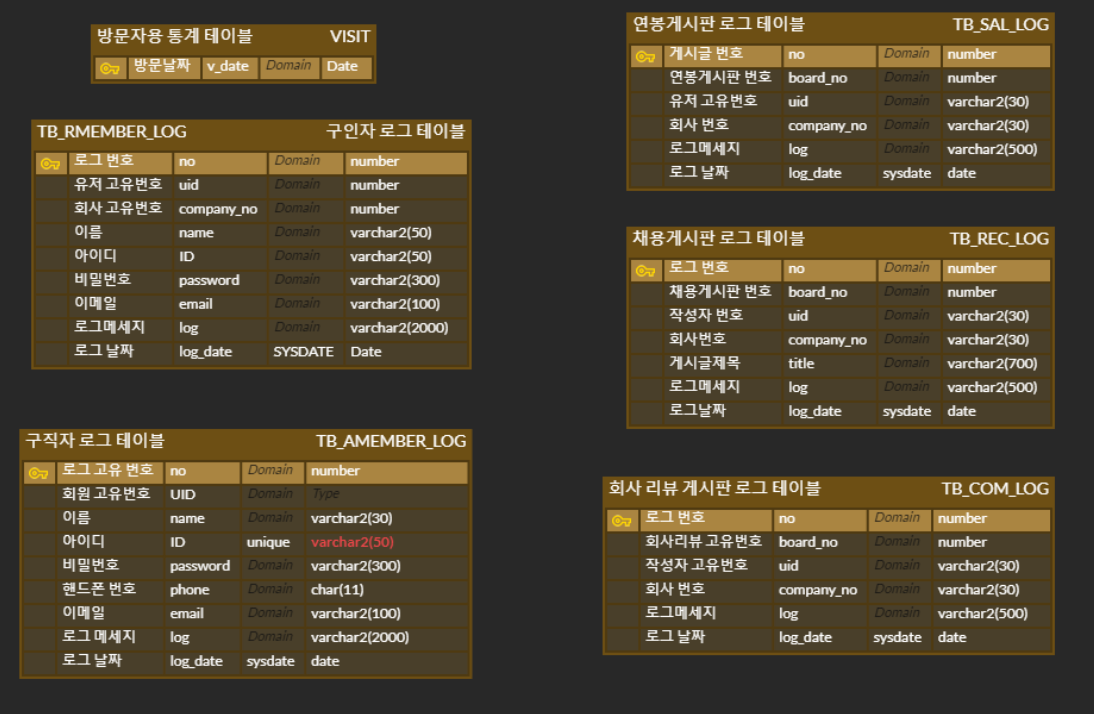 방문자용 통계 테이블 VISIT
방문날짜 v_date Domain Date
TB_RMEMBER_LOG 구인자 로그 테이블
로그 번호 no Domain number
유저 고유번호 uid Domain number
회사 고유번호 company_no Domain number
이름 name Domain varchar2(50)
아이디 ID Domain varchar2(50)
비밀번호 password Domain varchar2(300)
이메일 email Domain varchar2(100)
로그메세지 log Domain varchar2(2000)
로그 날짜 log_date SYSDATE Date
구직자 로그 테이블 TB_AMEMBER_LOG
로그 고유 번호 no Domain number
회원 고유번호 UID Domain Type
이름 name Domain varchar2(30)
아이디 ID unique varchar2(50)
비밀번호 password Domain varchar2(300)
핸드폰 번호 phone Domain char(11)
이메일 email Domain varchar2(100)
로그 메세지 log Domain varchar2(2000)
로그 날짜 log_date sysdate date
연봉게시판 로그 테이블 TB_SAL_LOG
게시글 번호 no Domain number
연봉게시판 번호 board_no Domain number
유저 고유번호 uid Domain varchar2(30)
회사 번호 company_no Domain varchar2(30)
로그메세지 log Domain varchar2(500)
로그 날짜 log_date sysdate date
채용게시판 로그 테이블 TB_REC_LOG
로그 번호 no Domain number
채용게시판 번호 board_no Domain number
작성자 번호 uid Domain varchar2(30)
회사번호 company_no Domain varchar2(30)
게시글제목 title Domain varchar2(700)
로그메세지 log Domain varchar2(500)
로그날짜 log_date sysdate date
회사 리뷰 게시판 로그 테이블 TB_COM_LOG
로그 번호 no Domain number
회사리뷰 고유번호 board_no Domain number
작성자 고유번호 uid Domain varchar2(30)
회사 번호 company_no Domain varchar2(30)
로그메세지 log Domain varchar2(500)
로그 날짜 log_date sysdate date